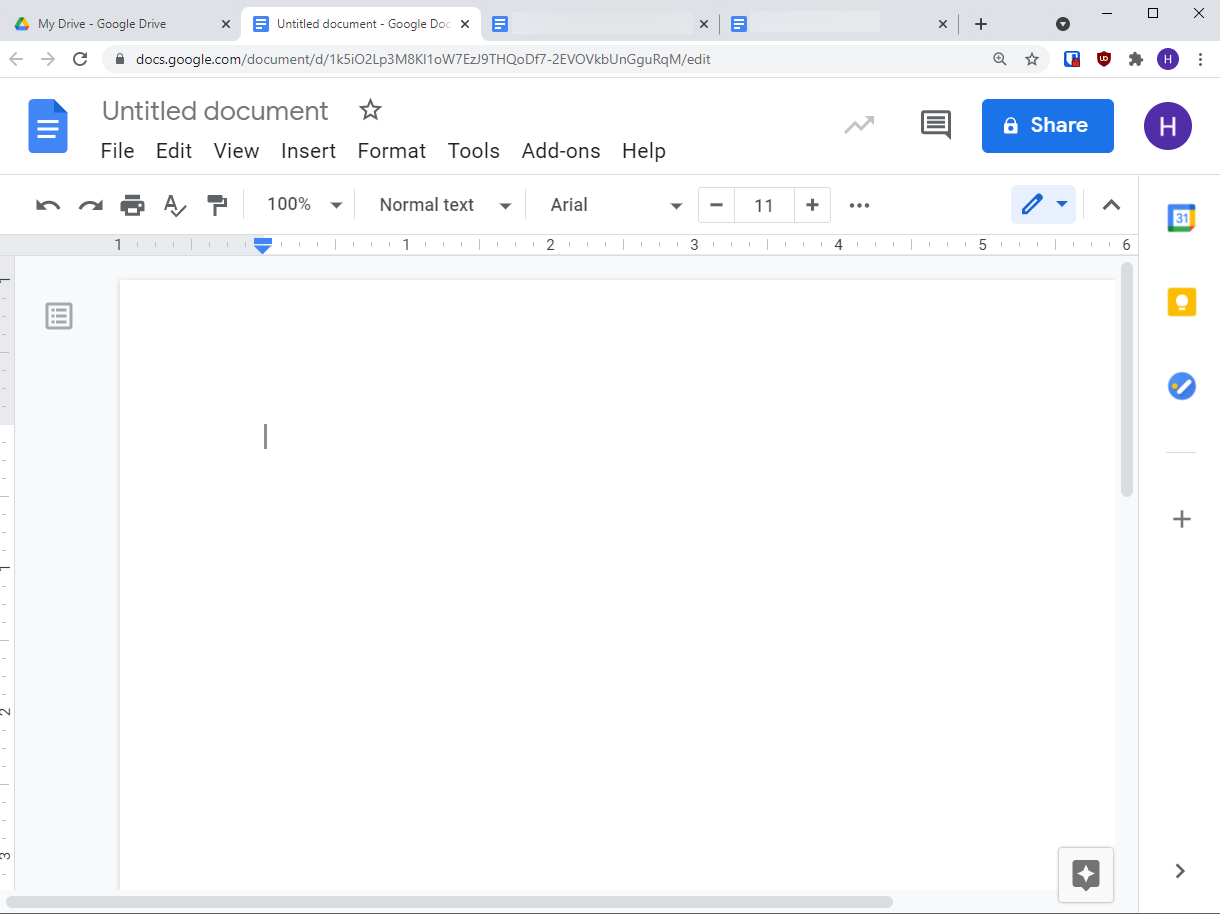 My Drive - Google Drive
Untitled document - Google Doc
docs.google.com/document/d/1k5iO2Lp3M8KI1oW7EzJ9THQoDf7-2EVOVkbUnGguRqM/edit
H
Untitled document
Share
H
File Edit View Insert Format Tools Add-ons Help
100% Normal text Arial 11
31
1 1 2 3 4 5 6
1
1
2
3